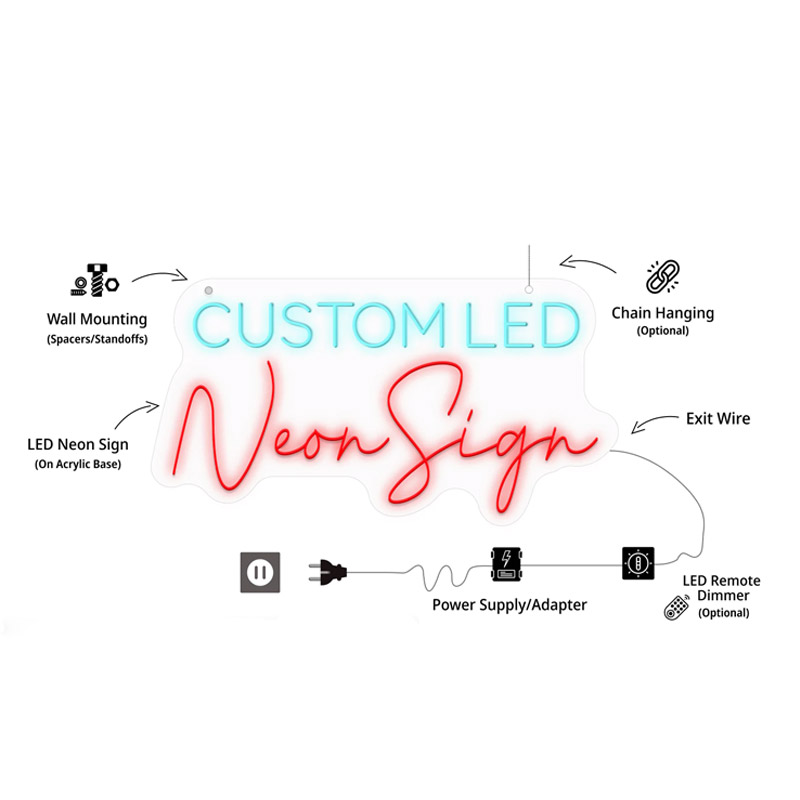 CUSTOM LED
Neon Sign
Wall Mounting
(Spacers/Standoffs)
Chain Hanging
(Optional)
LED Neon Sign
(On Acrylic Base)
Exit Wire
Power Supply/Adapter
LED Remote
Dimmer
(Optional)